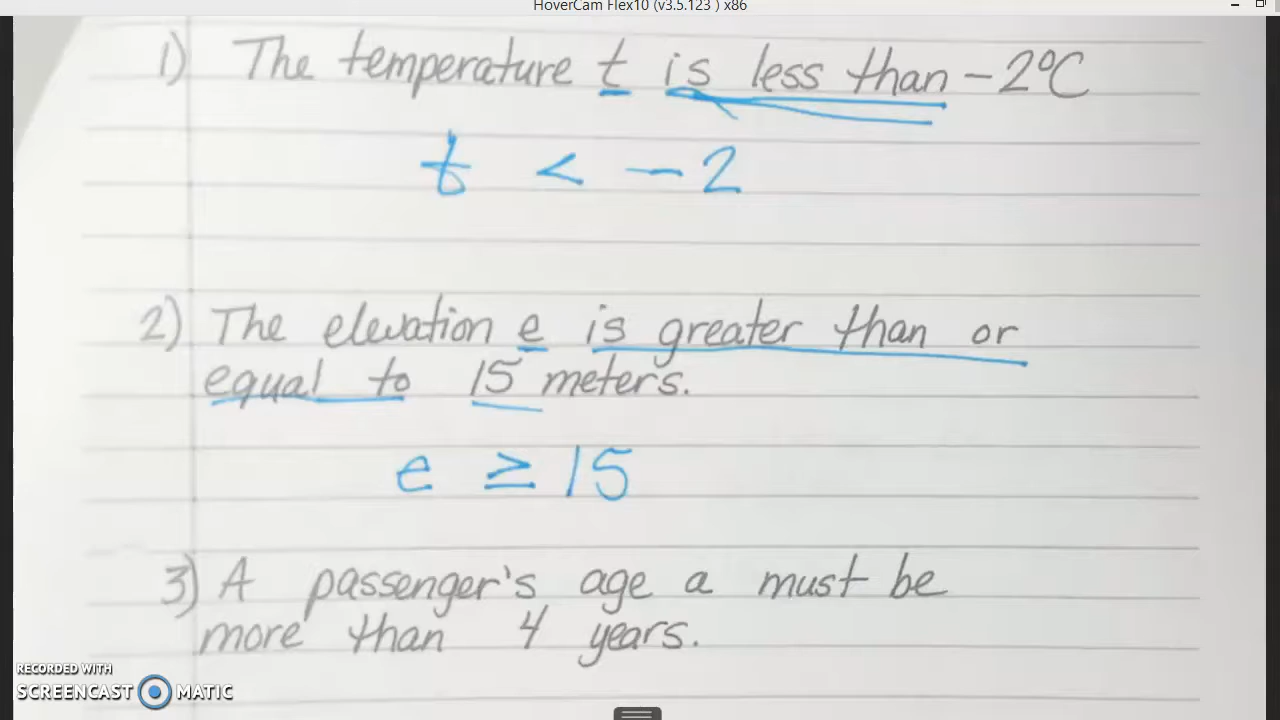 HoverCam Flex10 (v3.5.123 ) x86
1) The temperature t is less than -2°C
t < -2
2) The elevation e is greater than or
equal to 15 meters.
e ≥ 15
3) A passenger's age a must be
more than 4 years.
RECORDED WITH
SCREENCAST MATIC